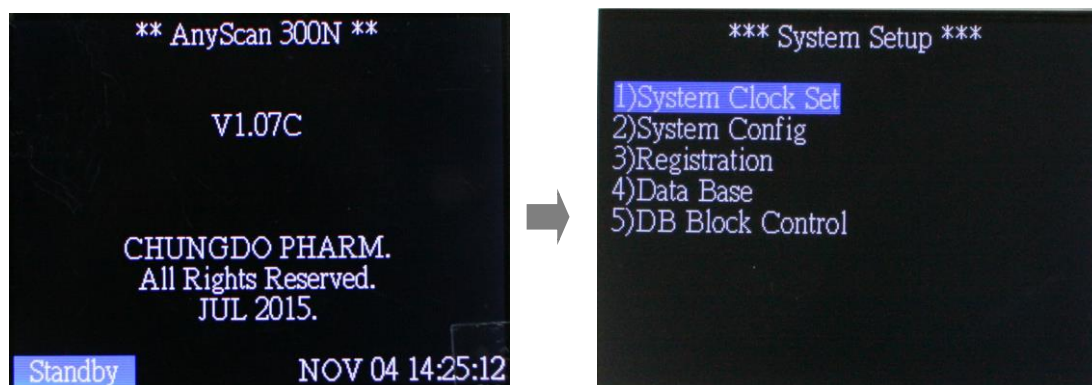 ** AnyScan 300N **
V1.07C
CHUNGDO PHARM.
All Rights Reserved.
JUL 2015.
Standby
NOV 04 14:25:12
*** System Setup ***
1)System Clock Set
2)System Config
3)Registration
4)Data Base
5)DB Block Control